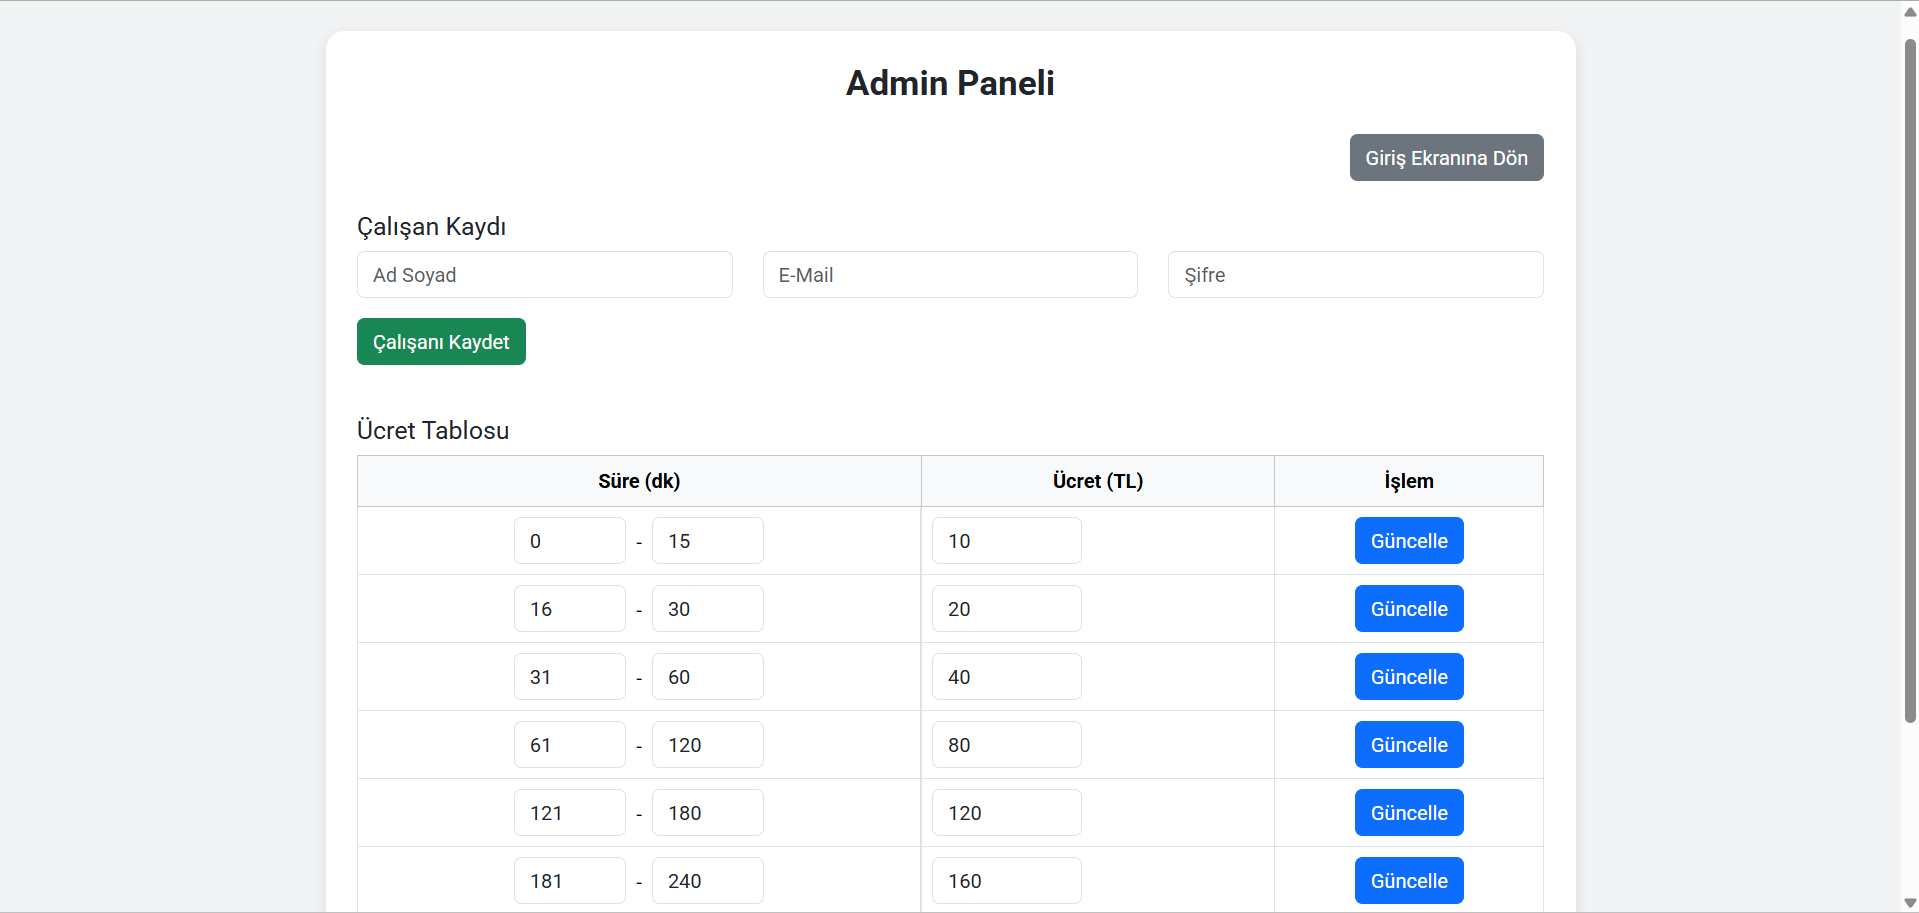 Admin Paneli
Giriş Ekranına Dön
Çalışan Kaydı
Ad Soyad E-Mail Şifre
Çalışanı Kaydet
Ücret Tablosu
Süre (dk) Ücret (TL) İşlem
0 - 15 10 Güncelle
16 - 30 20 Güncelle
31 - 60 40 Güncelle
61 - 120 80 Güncelle
121 - 180 120 Güncelle
181 - 240 160 Güncelle